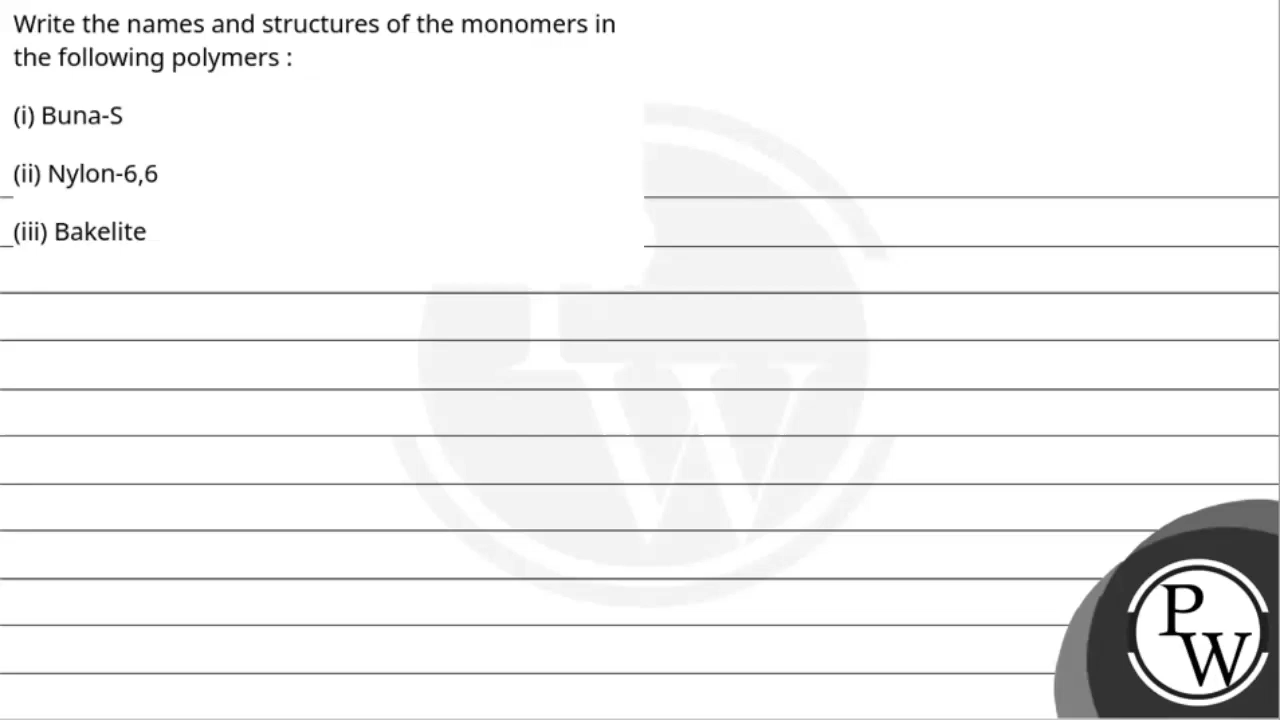 Write the names and structures of the monomers in
the following polymers :
(i) Buna-S
(ii) Nylon-6,6
(iii) Bakelite
PW